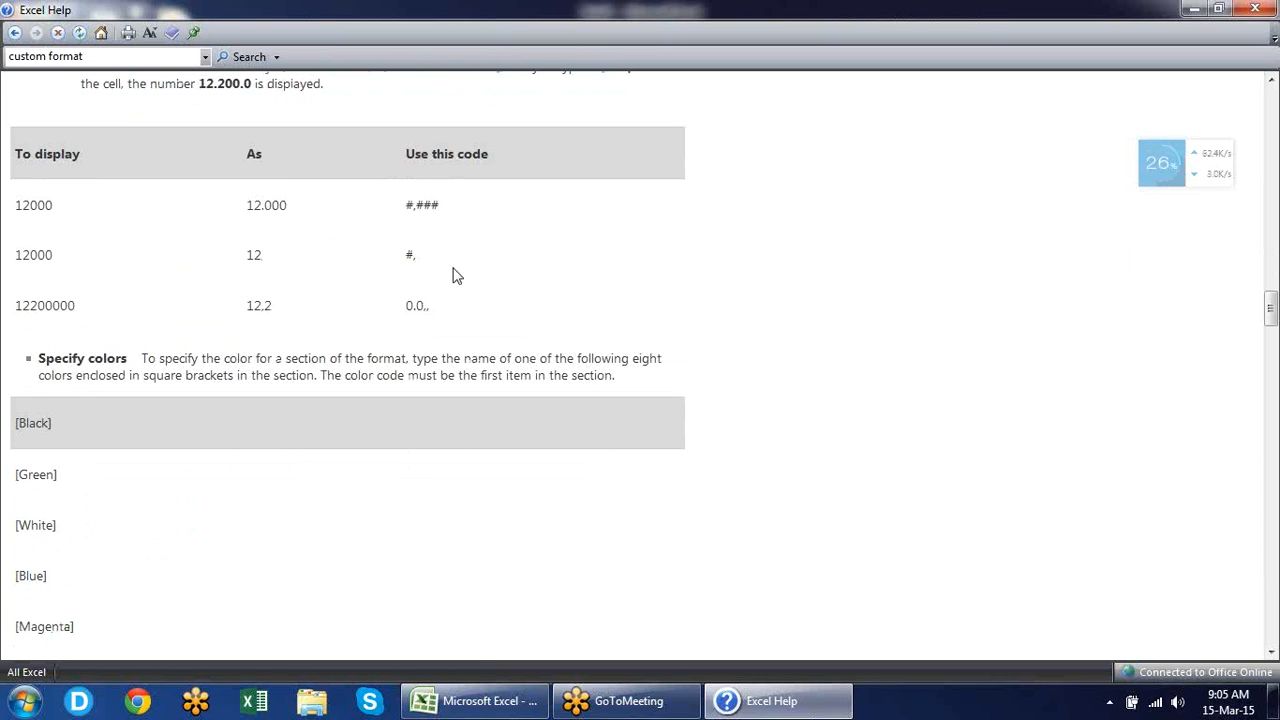 Excel Help
custom format
Search
the cell, the number 12.200.0 is displayed.
To display As Use this code
12000 12.000 #,###
12000 12 #,
12200000 12,2 0.0,,
Specify colors To specify the color for a section of the format, type the name of one of the following eight
colors enclosed in square brackets in the section. The color code must be the first item in the section.
[Black]
[Green]
[White]
[Blue]
[Magenta]
26%
3.0K/s
All Excel
Connected to Office Online
Microsoft Excel - ...
GoToMeeting
Excel Help
9:05 AM
15-Mar-15